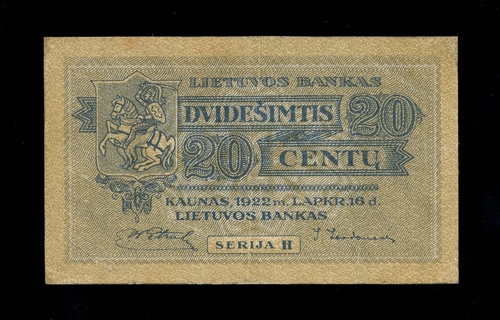 LIETUVOS BANKAS
DVIDEŠIMTIS 20
20 CENTŲ
KAUNAS, 1922 m. LAPKR. 16 d.
LIETUVOS BANKAS
SERIJA H